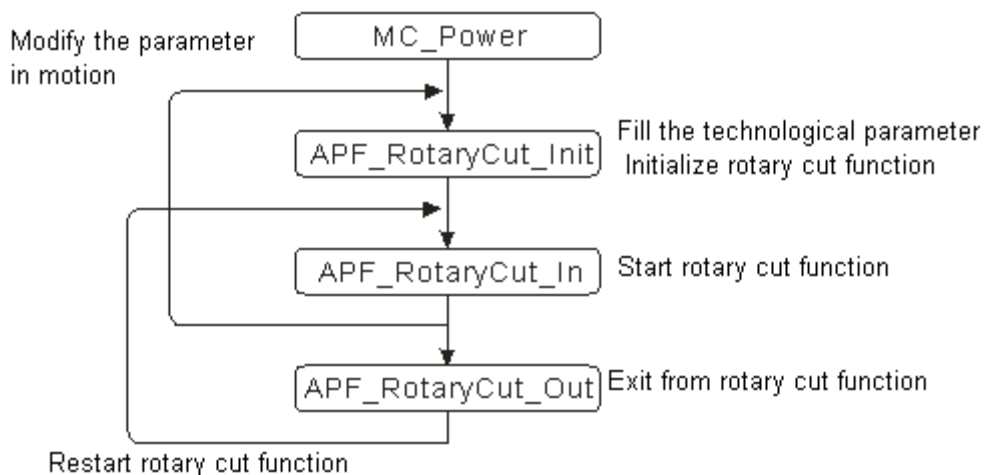 Modify the parameter
in motion
MC_Power
APF_RotaryCut_Init
Fill the technological parameter
Initialize rotary cut function
APF_RotaryCut_In
Start rotary cut function
APF_RotaryCut_Out
Exit from rotary cut function
Restart rotary cut function